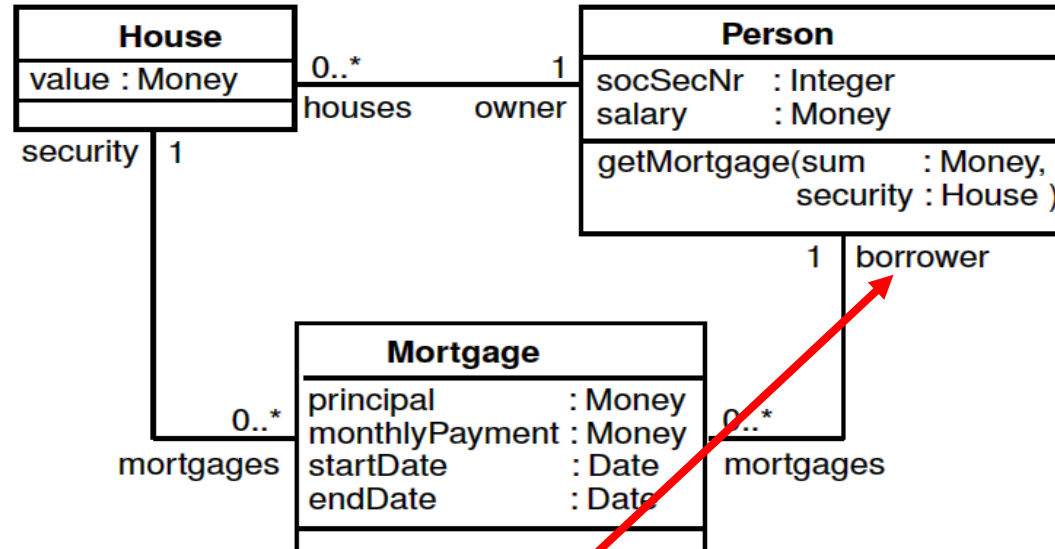 House
value : Money
0..*
1
houses
owner
Person
socSecNr : Integer
salary : Money
getMortgage(sum : Money,
security : House )
security
1
1
borrower
Mortgage
principal : Money
monthlyPayment : Money
startDate : Date
endDate : Date
0..*
mortgages
0..*
mortgages